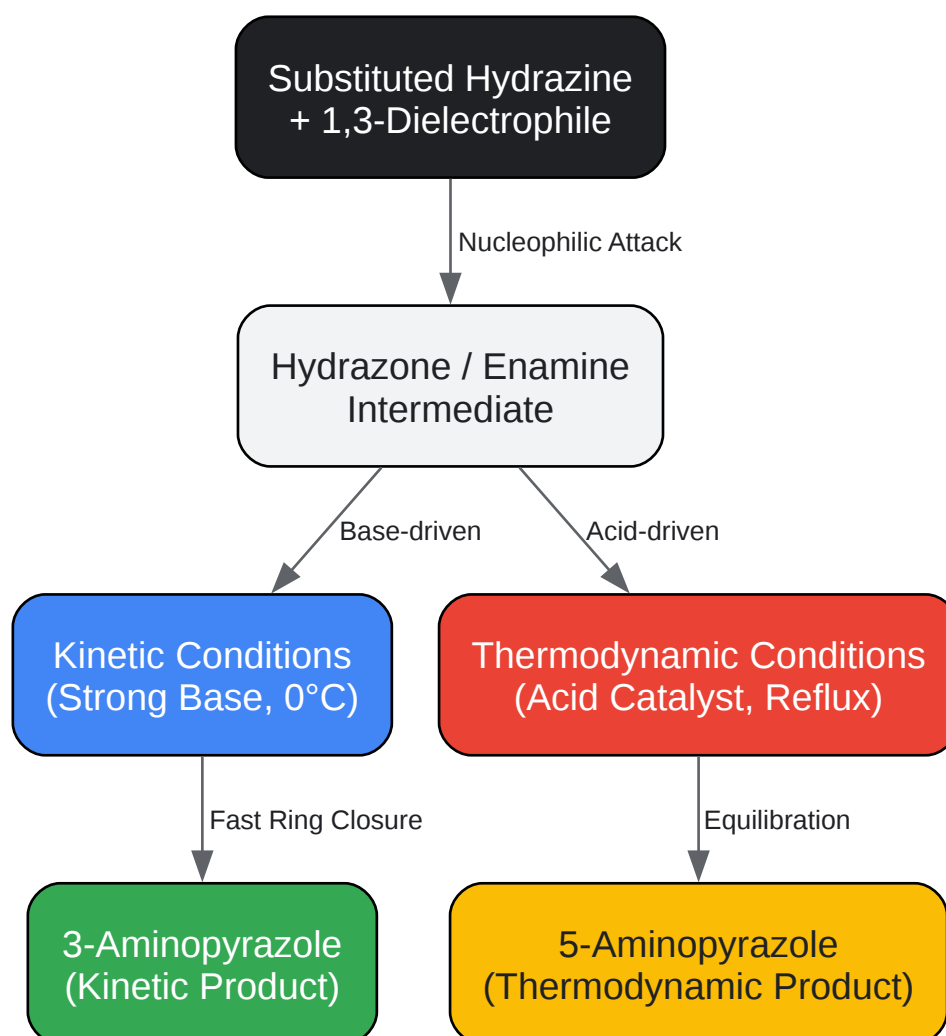 Substituted Hydrazine
+ 1,3-Dielectrophile
Nucleophilic Attack
Hydrazone / Enamine
Intermediate
Base-driven
Acid-driven
Kinetic Conditions
(Strong Base, 0°C)
Thermodynamic Conditions
(Acid Catalyst, Reflux)
Fast Ring Closure
Equilibration
3-Aminopyrazole
(Kinetic Product)
5-Aminopyrazole
(Thermodynamic Product)